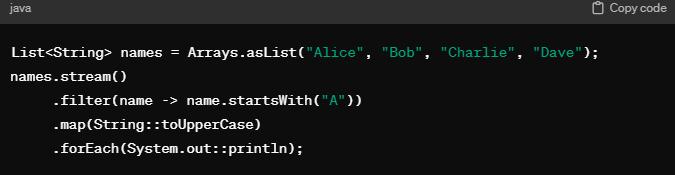 java
Copy code
List<String> names = Arrays.asList("Alice", "Bob", "Charlie", "Dave");
names.stream()
     .filter(name -> name.startsWith("A"))
     .map(String::toUpperCase)
     .forEach(System.out::println);